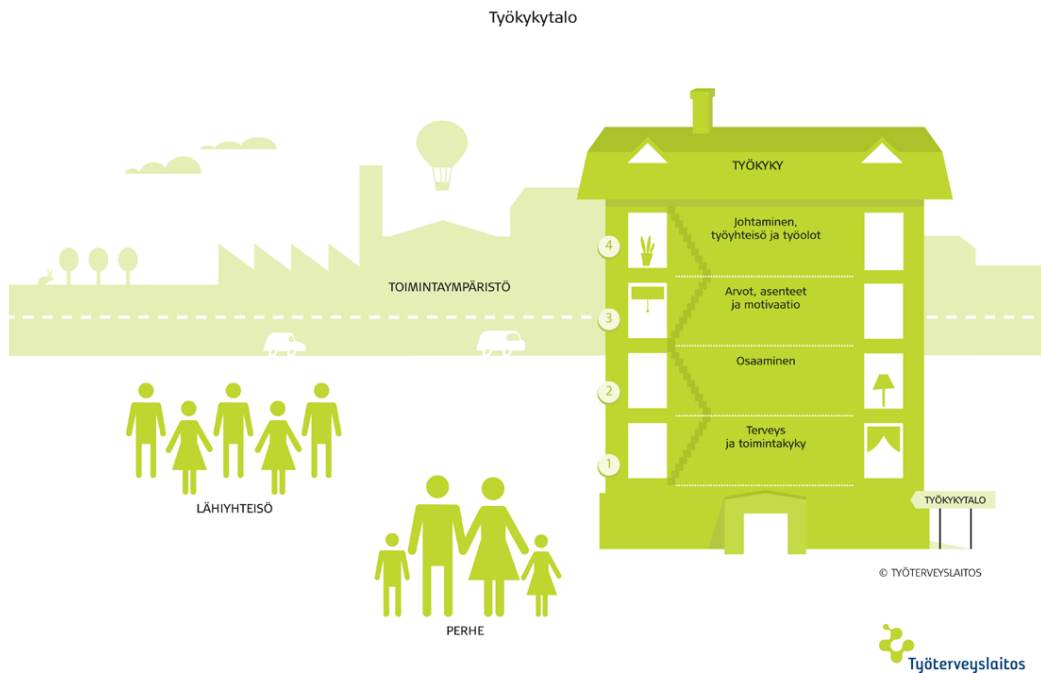 Työkykytalo
TYÖKYKY
4
Johtaminen,
työyhteisö ja työolot
TOIMINTAYMPÄRISTÖ
3
Arvot, asenteet
ja motivaatio
2
Osaaminen
1
Terveys
ja toimintakyky
LÄHIYHTEISÖ
TYÖKYKYTALO
PERHE
© TYÖTERVEYSLAITOS
Työterveyslaitos